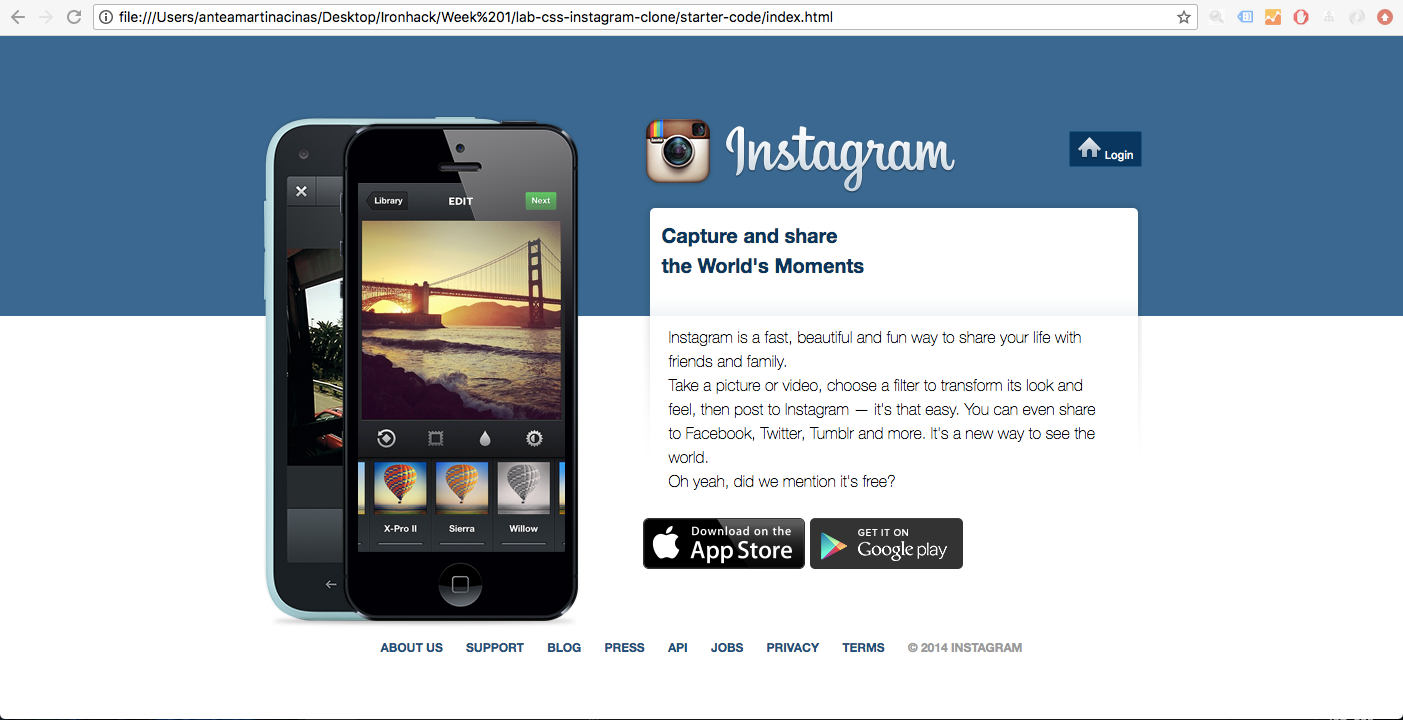 file:///Users/anteamartinacinas/Desktop/Ironhack/Week%201/lab-css-instagram-clone/starter-code/index.html
Instagram
Login
Library
EDIT
Next
X-Pro II
Sierra
Willow
Capture and share
the World's Moments
Instagram is a fast, beautiful and fun way to share your life with
friends and family.
Take a picture or video, choose a filter to transform its look and
feel, then post to Instagram — it's that easy. You can even share
to Facebook, Twitter, Tumblr and more. It's a new way to see the
world.
Oh yeah, did we mention it's free?
Download on the
App Store
GET IT ON
Google play
ABOUT US SUPPORT BLOG PRESS API JOBS PRIVACY TERMS © 2014 INSTAGRAM